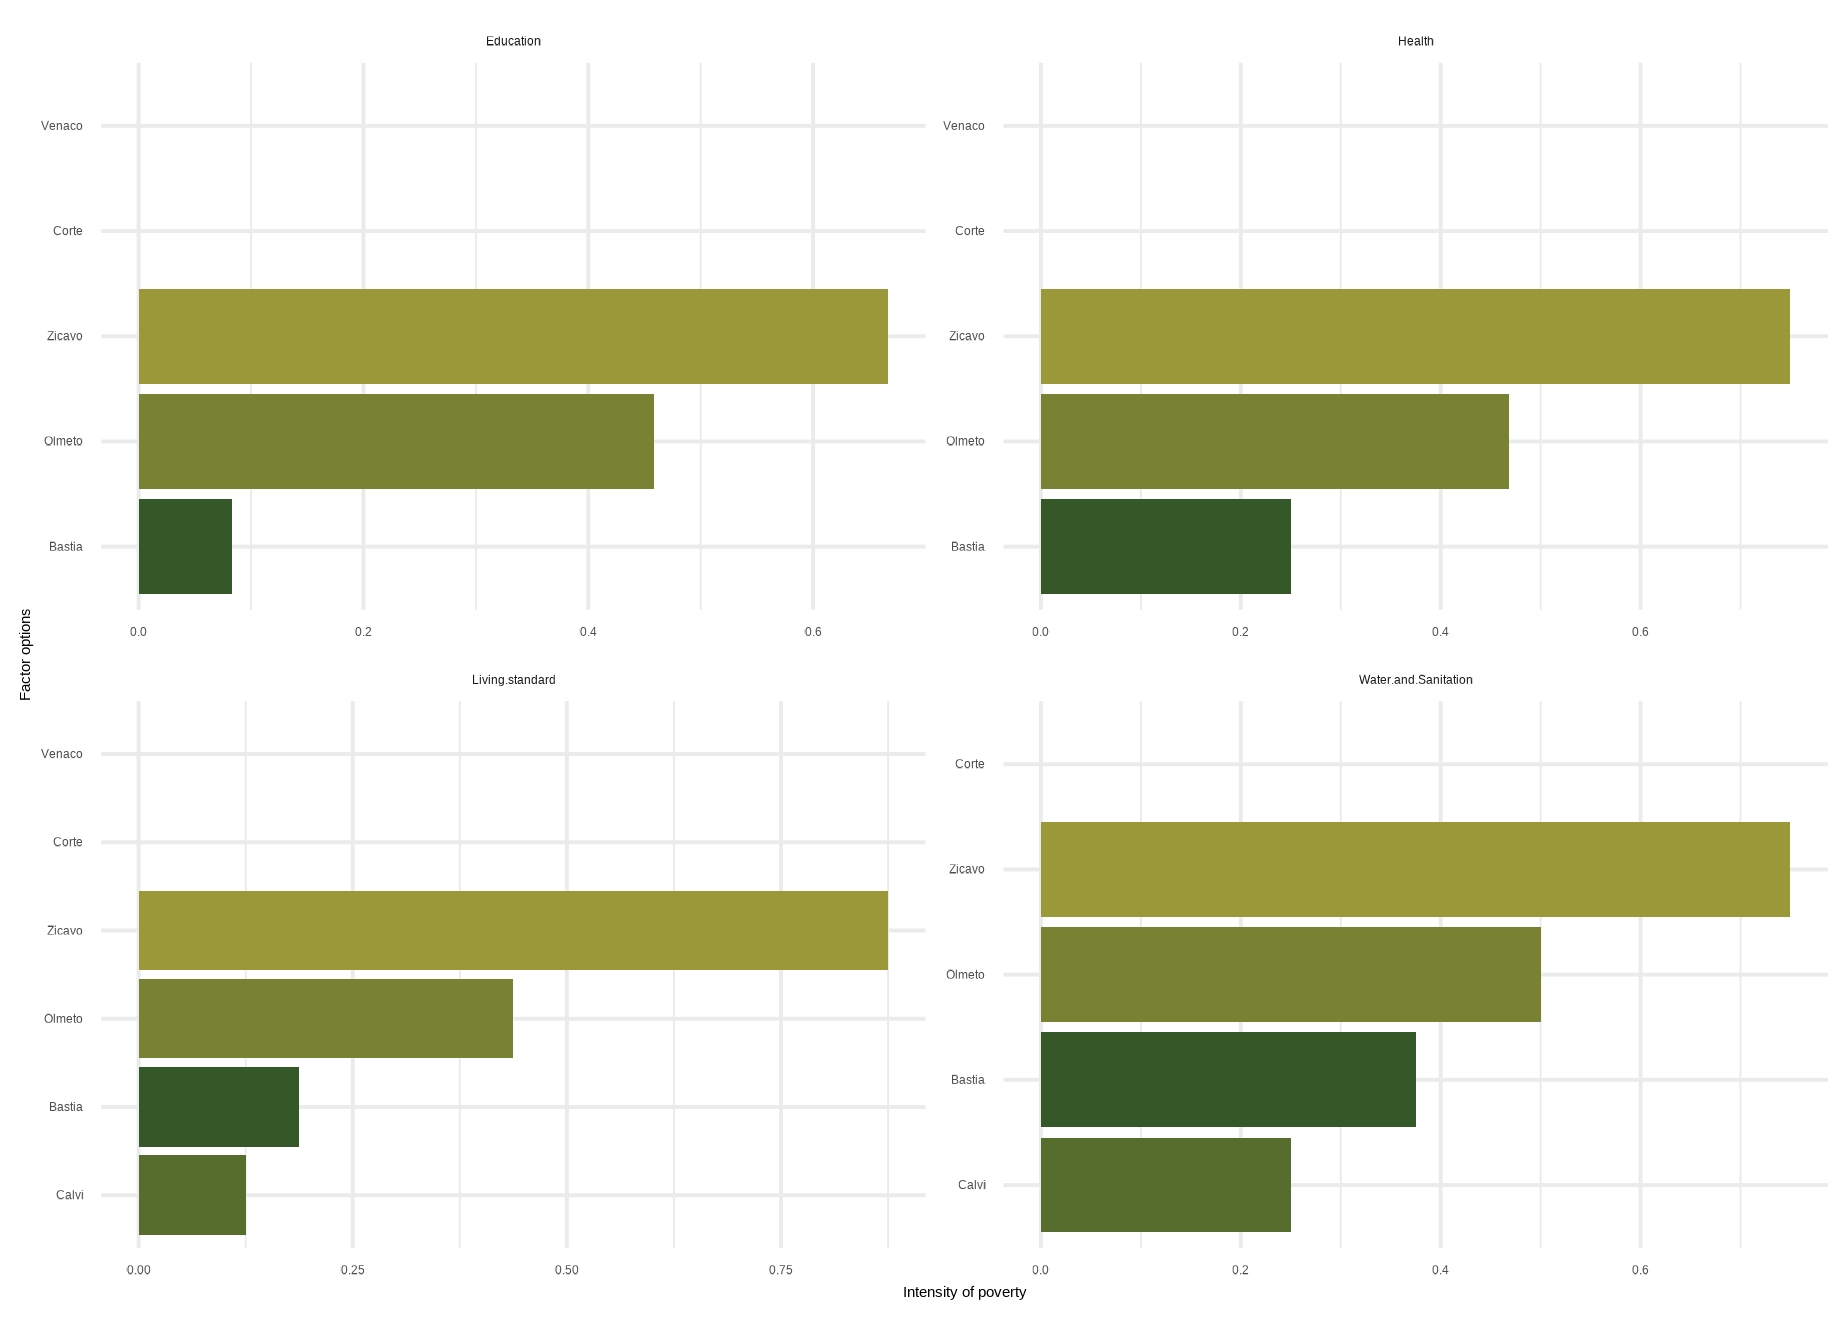 Education
Venaco
Corte
Zicavo
Olmeto
Bastia
0.0 0.2 0.4 0.6
Health
Venaco
Corte
Zicavo
Olmeto
Bastia
0.0 0.2 0.4 0.6
Factor options
Living.standard
Venaco
Corte
Zicavo
Olmeto
Bastia
Calvi
0.00 0.25 0.50 0.75
Water.and.Sanitation
Corte
Zicavo
Olmeto
Bastia
Calvi
0.0 0.2 0.4 0.6
Intensity of poverty